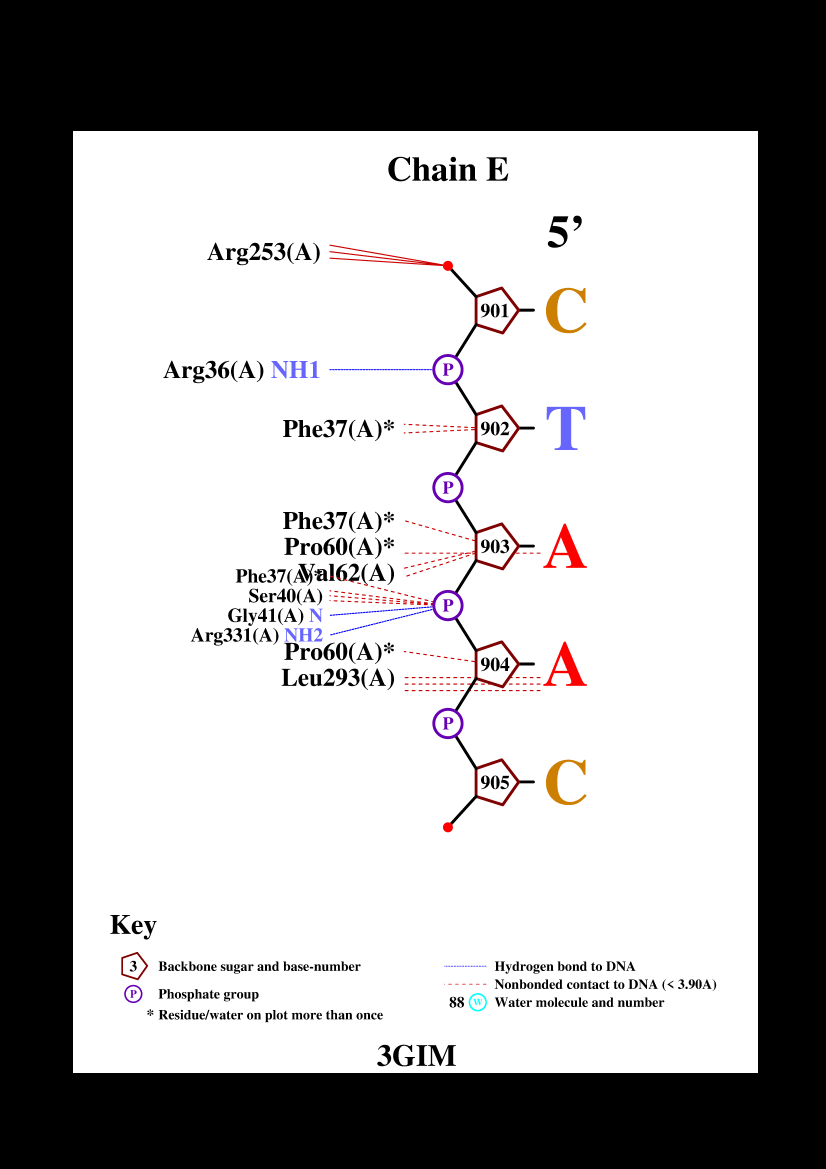 Chain E
5’
Arg253(A)
901 C
P
Arg36(A) NH1
Phe37(A)*
902 T
P
Phe37(A)*
Pro60(A)*
903 A
Val62(A)
Phe37(A)*
Ser40(A)
P
Gly41(A) N
Arg331(A) NH2
Pro60(A)*
904 A
Leu293(A)
P
905 C
Key
3 Backbone sugar and base-number
P Phosphate group
* Residue/water on plot more than once
Hydrogen bond to DNA
Nonbonded contact to DNA (< 3.90A)
88 W Water molecule and number
3GIM